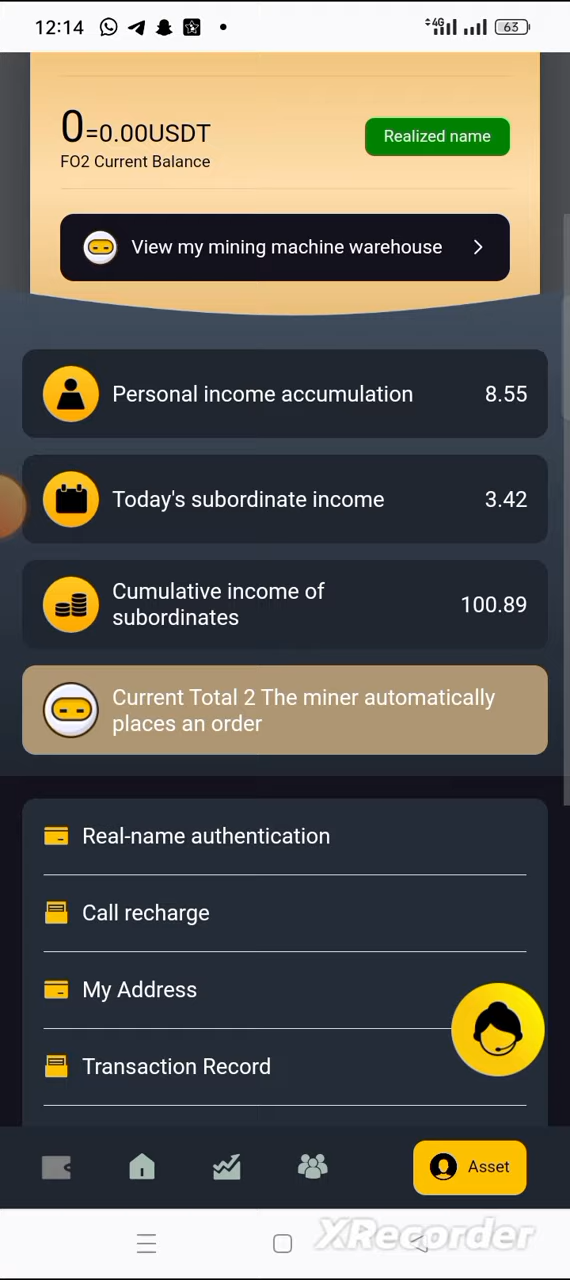 12:14
4G
63
0=0.00USDT
Realized name
FO2 Current Balance
View my mining machine warehouse
Personal income accumulation 8.55
Today's subordinate income 3.42
Cumulative income of
subordinates
100.89
Current Total 2 The miner automatically
places an order
Real-name authentication
Call recharge
My Address
Transaction Record
Asset
XRecorder